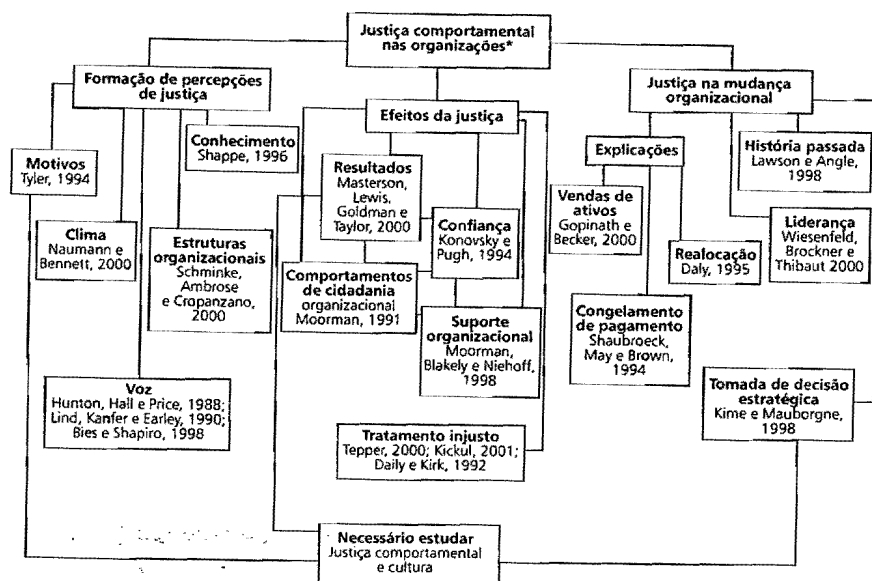 Justiça comportamental
nas organizações*
Formação de percepções
de justiça
Motivos
Tyler, 1994
Clima
Naumann e
Bennett, 2000
Voz
Hunton, Hall e Price, 1988;
Lind, Kanfer e Earley, 1990;
Bies e Shapiro, 1998
Estruturas
organizacionais
Schminke,
Ambrose
e Cropanzano,
2000
Conhecimento
Shappe, 1996
Efeitos da justiça
Resultados
Masterson,
Lewis,
Goldman e
Taylor, 2000
Confiança
Konovsky e
Pugh, 1994
Comportamentos
de cidadania
organizacional
Moorman, 1991
Suporte
organizacional
Moorman,
Blakely e Niehoff,
1998
Tratamento injusto
Tepper, 2000; Kickul, 2001;
Daily e Kirk, 1992
Justiça na mudança
organizacional
Explicações
Vendas de
ativos
Gopinath e
Becker, 2000
Congelamento
de pagamento
Shaubroeck,
May e Brown,
1994
Realocação
Daly, 1995
História passada
Lawson e Angle,
1998
Liderança
Wiesenfeld,
Brockner e
Thibaut 2000
Tomada de decisão
estratégica
Kime e Mauborgne,
1998
Necessário estudar
Justiça comportamental
e cultura